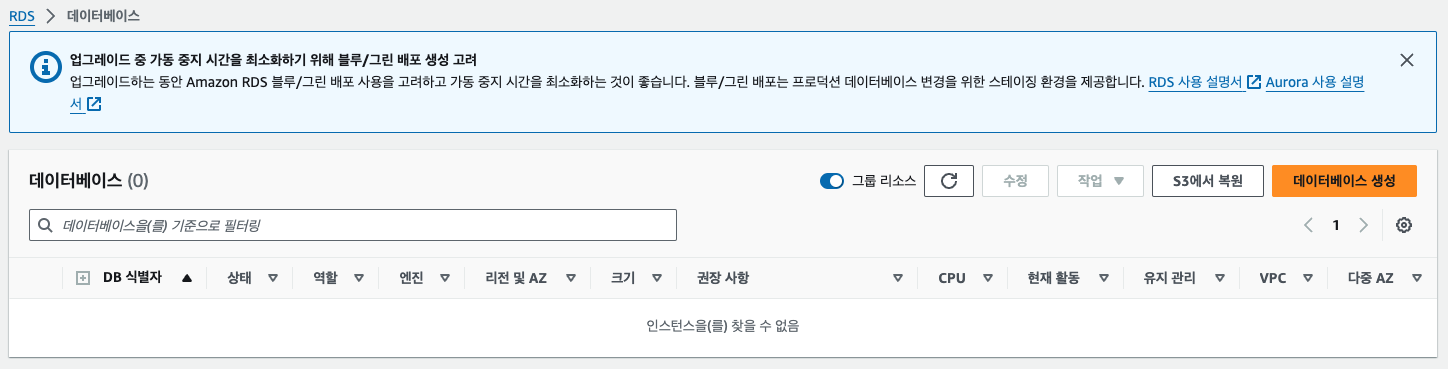 RDS > 데이터베이스
업그레이드 중 가동 중지 시간을 최소화하기 위해 블루/그린 배포 생성 고려
업그레이드하는 동안 Amazon RDS 블루/그린 배포 사용을 고려하고 가동 중지 시간을 최소화하는 것이 좋습니다. 블루/그린 배포는 프로덕션 데이터베이스 변경을 위한 스테이징 환경을 제공합니다. RDS 사용 설명서 Aurora 사용 설명
서
데이터베이스 (0) 그룹 리소스 수정 작업 S3에서 복원 데이터베이스 생성
데이터베이스을(를) 기준으로 필터링 1
DB 식별자 상태 역할 엔진 리전 및 AZ 크기 권장 사항 CPU 현재 활동 유지 관리 VPC 다중 AZ
인스턴스을(를) 찾을 수 없음